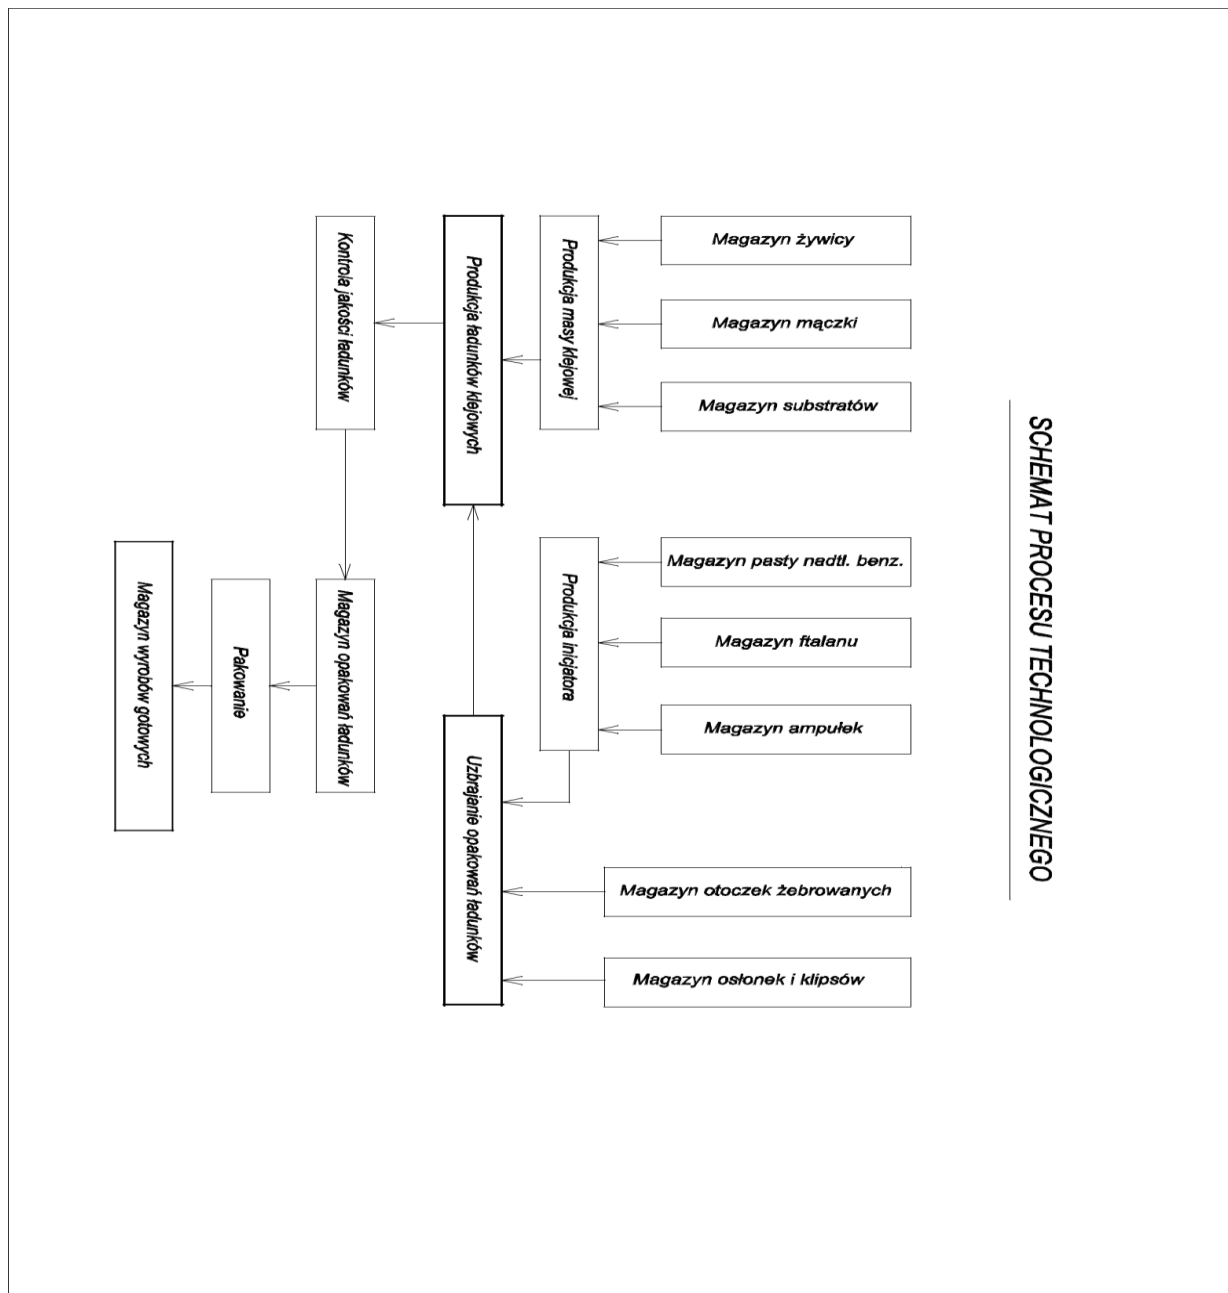 SCHEMAT PROCESU TECHNOLOGICZNEGO
Magazyn żywicy
Magazyn mączki
Magazyn substratów
Magazyn pasty nadtl. benz.
Magazyn ftalanu
Magazyn ampułek
Magazyn otoczek żebrowanych
Magazyn osłonek i klipsów
Produkcja masy klejowej
Produkcja inicjatora
Produkcja ładunków klejowych
Uzbrajanie opakowań ładunków
Kontrola jakości ładunków
Magazyn opakowań ładunków
Pakowanie
Magazyn wyrobów gotowych